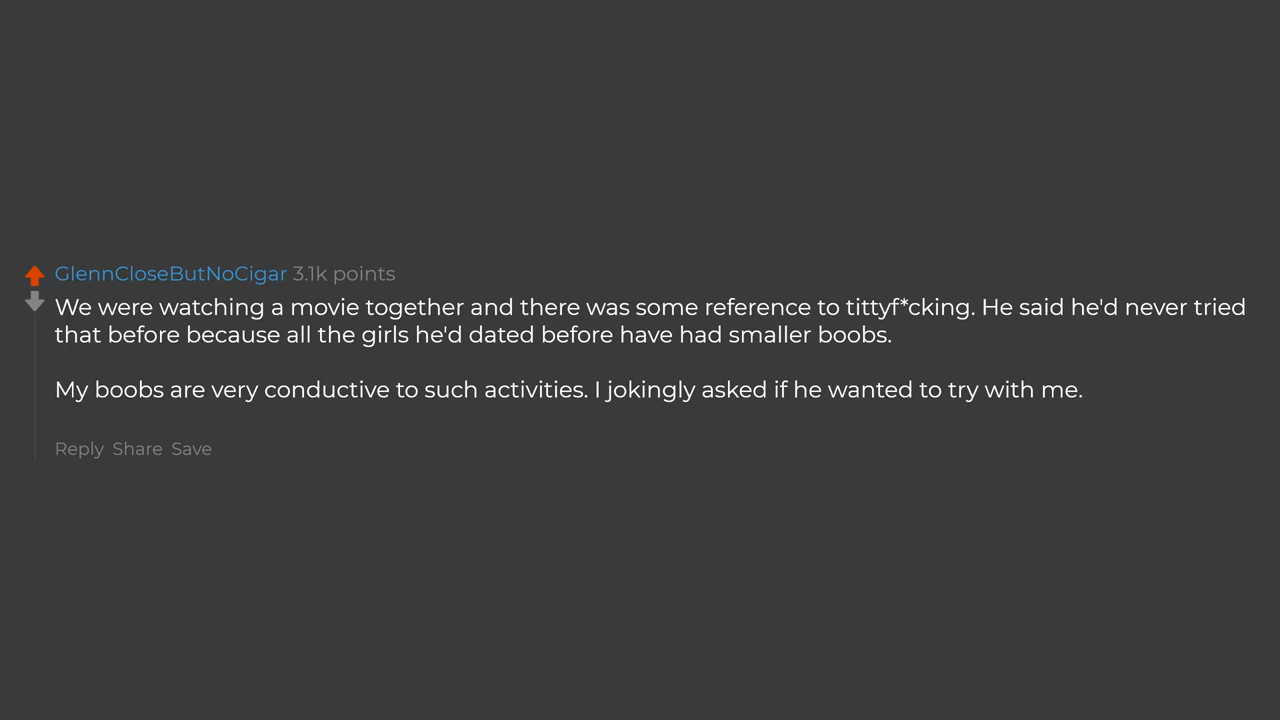 GlennCloseButNoCigar 3.1k points
We were watching a movie together and there was some reference to tittyf*cking. He said he'd never tried
that before because all the girls he'd dated before have had smaller boobs.
My boobs are very conductive to such activities. I jokingly asked if he wanted to try with me.
Reply Share Save